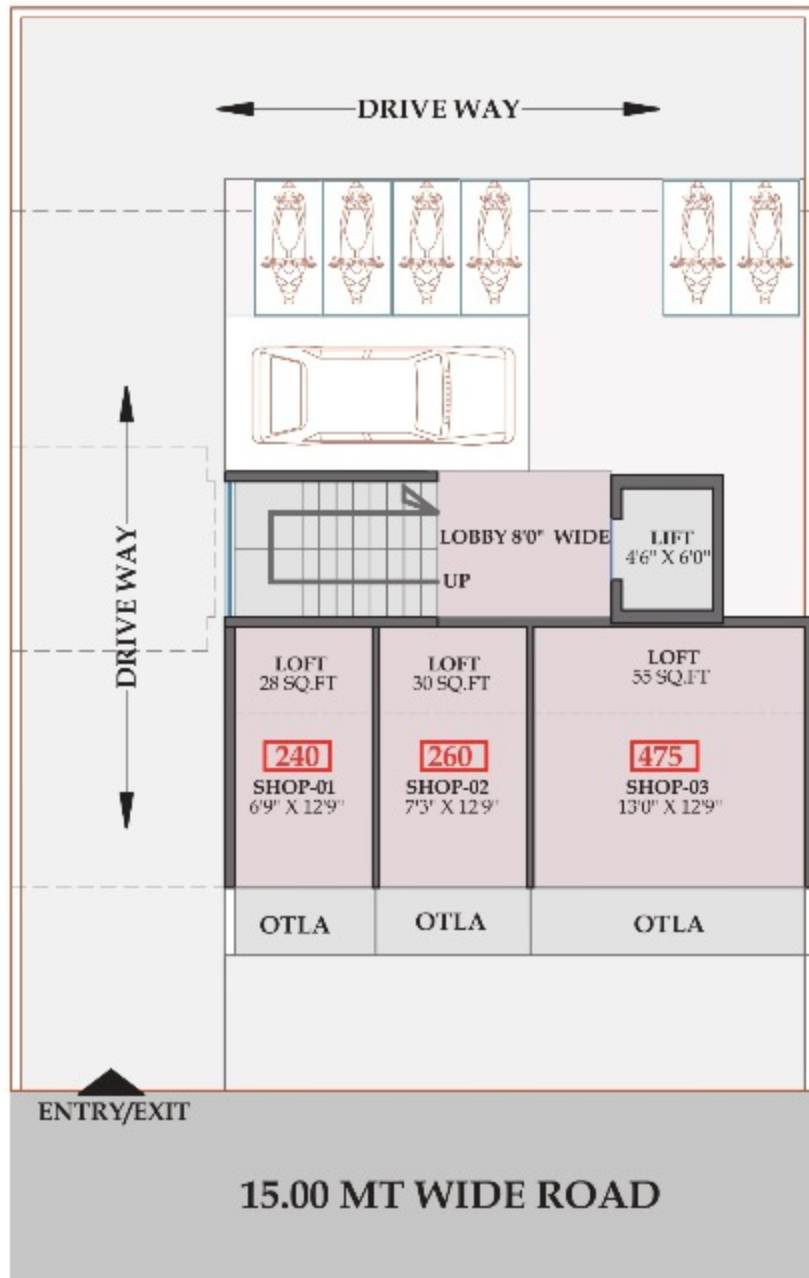 DRIVE WAY
DRIVE WAY
LOBBY 8'0" WIDE
UP
LIFT
4'6" X 6'0"
LOFT
28 SQ.FT
LOFT
30 SQ.FT
LOFT
55 SQ.FT
240
SHOP-01
6'9" X 12'9"
260
SHOP-02
7'3" X 12'9"
475
SHOP-03
13'0" X 12'9"
OTLA
OTLA
OTLA
ENTRY/EXIT
15.00 MT WIDE ROAD